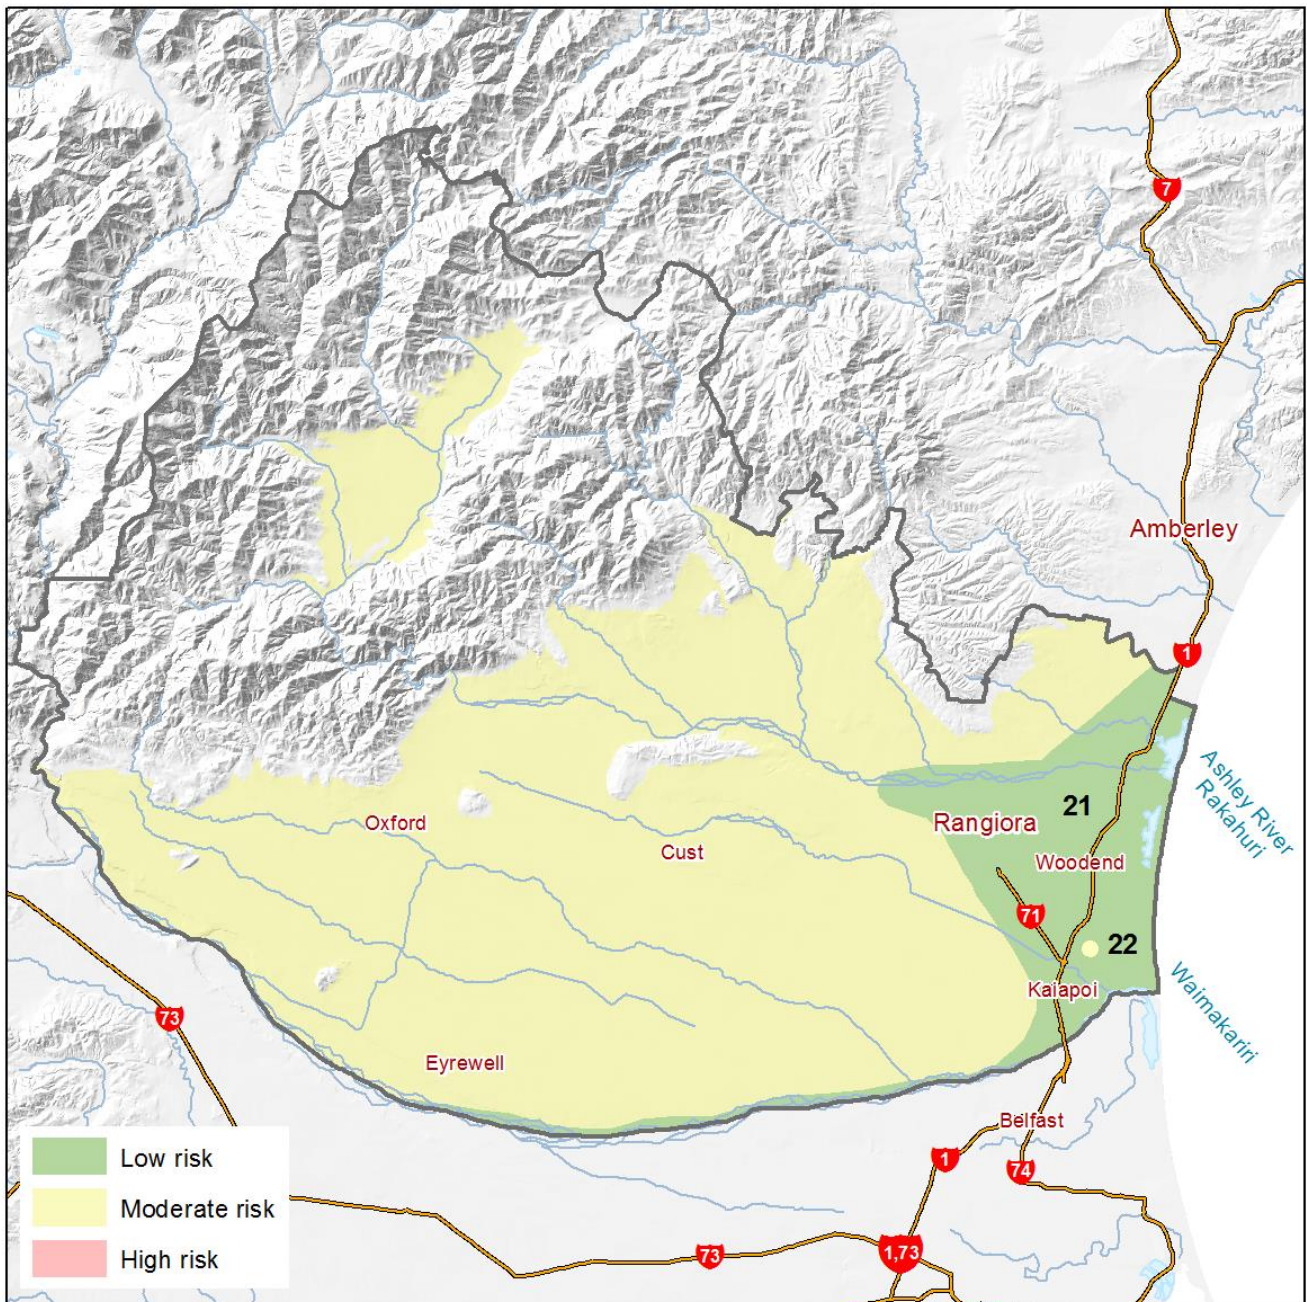 7
Amberley
1
Ashley River
Rakahuri
21
Rangiora
Oxford
Cust
Woodend
71
22
Kaiapoi
Waimakariri
73
Eyrewell
Belfast
1
74
Low risk
Moderate risk
High risk
73
1,73